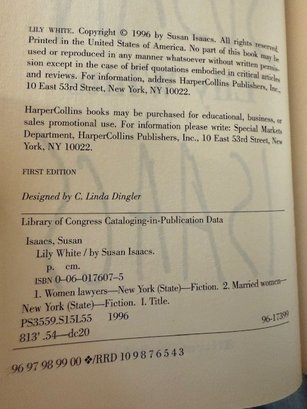 LILY WHITE. Copyright © 1996 by Susan Isaacs. All rights reserved.
Printed in the United States of America. No part of this book may be
used or reproduced in any manner whatsoever without written permis-
sion except in the case of brief quotations embodied in critical articles
and reviews. For information, address HarperCollins Publishers, Inc.,
10 East 53rd Street, New York, NY 10022.
HarperCollins books may be purchased for educational, business, or
sales promotional use. For information please write: Special Markets
Department, HarperCollins Publishers, Inc., 10 East 53rd Street, New
York, NY 10022.
FIRST EDITION
Designed by C. Linda Dingler
Library of Congress Cataloging-in-Publication Data
Isaacs, Susan
Lily White / by Susan Isaacs.
p. cm.
ISBN 0-06-017607-5
1. Women lawyers—New York (State)—Fiction. 2. Married women—
New York (State)—Fiction. I. Title.
PS3559.S15L55 1996
813'.54—dc20 96-17399
96 97 98 99 00 ❖/RRD 10 9 8 7 6 5 4 3